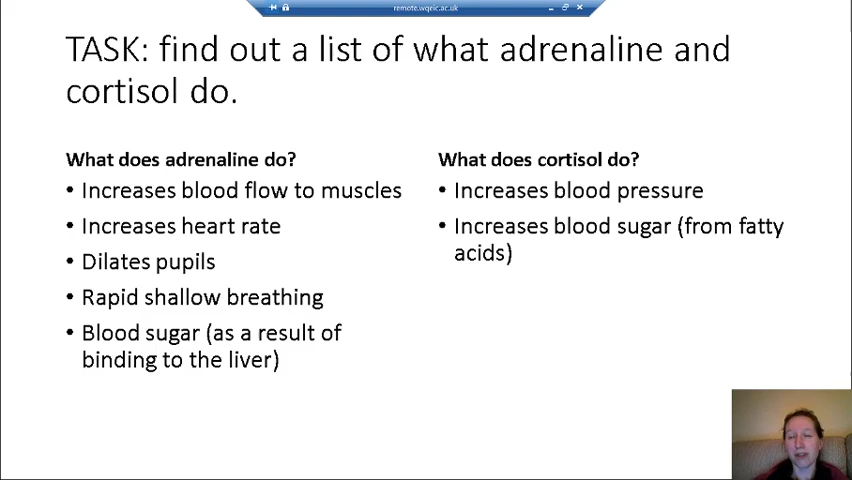 remote.wqeic.ac.uk
TASK: find out a list of what adrenaline and
cortisol do.
What does adrenaline do?
• Increases blood flow to muscles
• Increases heart rate
• Dilates pupils
• Rapid shallow breathing
• Blood sugar (as a result of
binding to the liver)
What does cortisol do?
• Increases blood pressure
• Increases blood sugar (from fatty
acids)